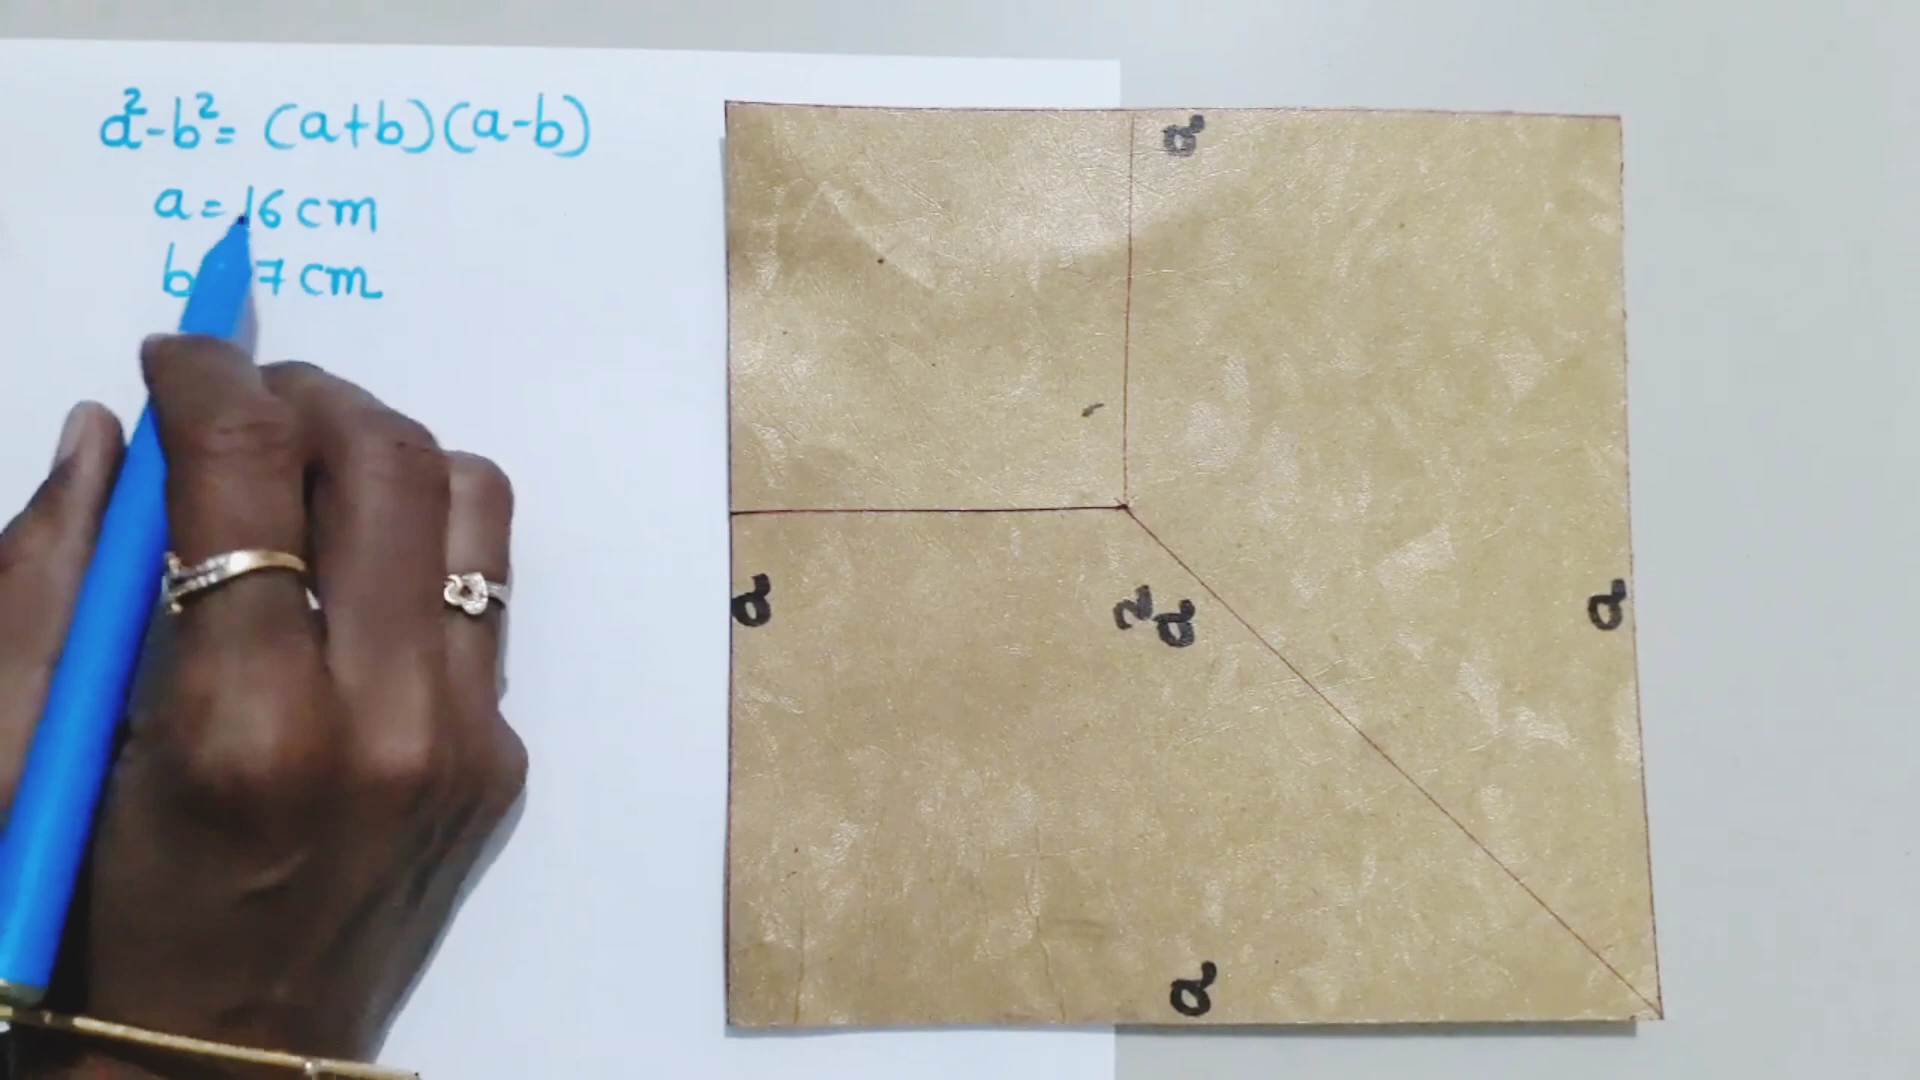 a²-b²= (a+b)(a-b)
a=16 cm
b 7 cm
a
a
a²
a
a